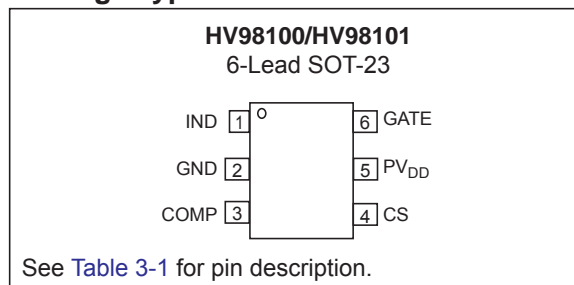 HV98100/HV98101
6-Lead SOT-23
IND 1 6 GATE
GND 2 5 PVDD
COMP 3 4 CS
See Table 3-1 for pin description.